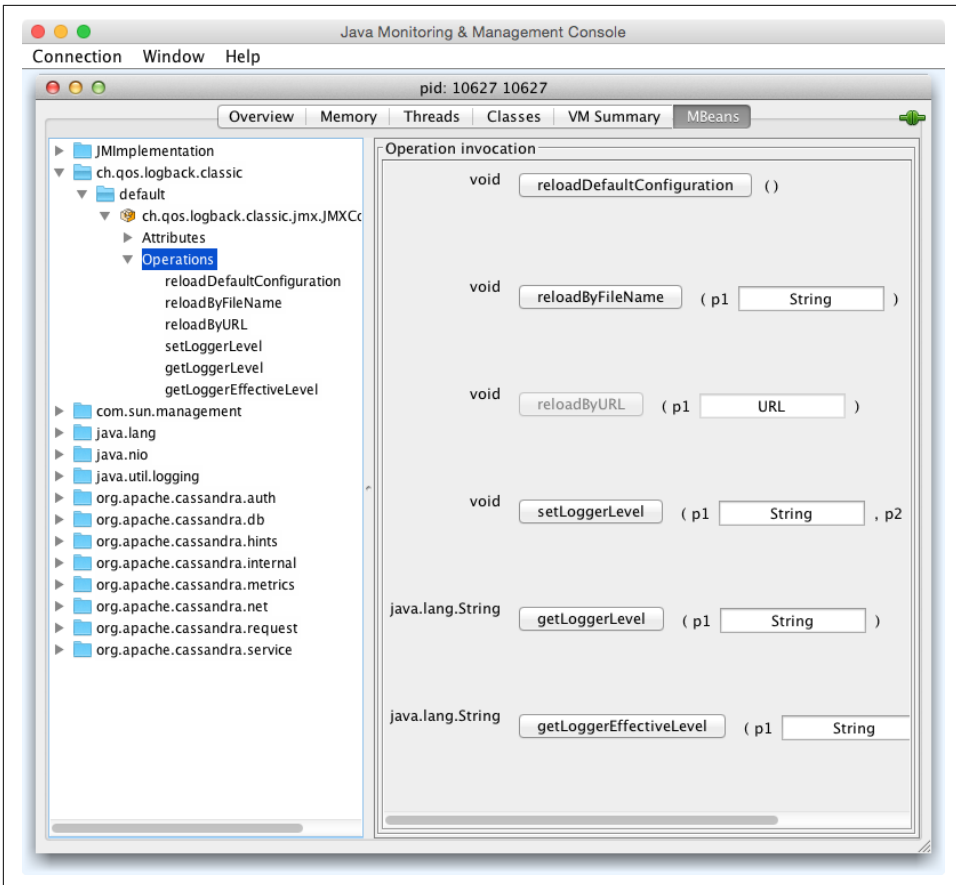 Java Monitoring & Management Console
Connection Window Help
pid: 10627 10627
Overview Memory Threads Classes VM Summary MBeans
JMImplementation
ch.qos.logback.classic
default
ch.qos.logback.classic.jmx.JMXCo
Attributes
Operations
reloadDefaultConfiguration
reloadByFileName
reloadByURL
setLoggerLevel
getLoggerLevel
getLoggerEffectiveLevel
com.sun.management
java.lang
java.nio
java.util.logging
org.apache.cassandra.auth
org.apache.cassandra.db
org.apache.cassandra.hints
org.apache.cassandra.internal
org.apache.cassandra.metrics
org.apache.cassandra.net
org.apache.cassandra.request
org.apache.cassandra.service
Operation invocation
void reloadDefaultConfiguration ()
void reloadByFileName ( p1 String )
void reloadByURL ( p1 URL )
void setLoggerLevel ( p1 String , p2
java.lang.String getLoggerLevel ( p1 String )
java.lang.String getLoggerEffectiveLevel ( p1 String